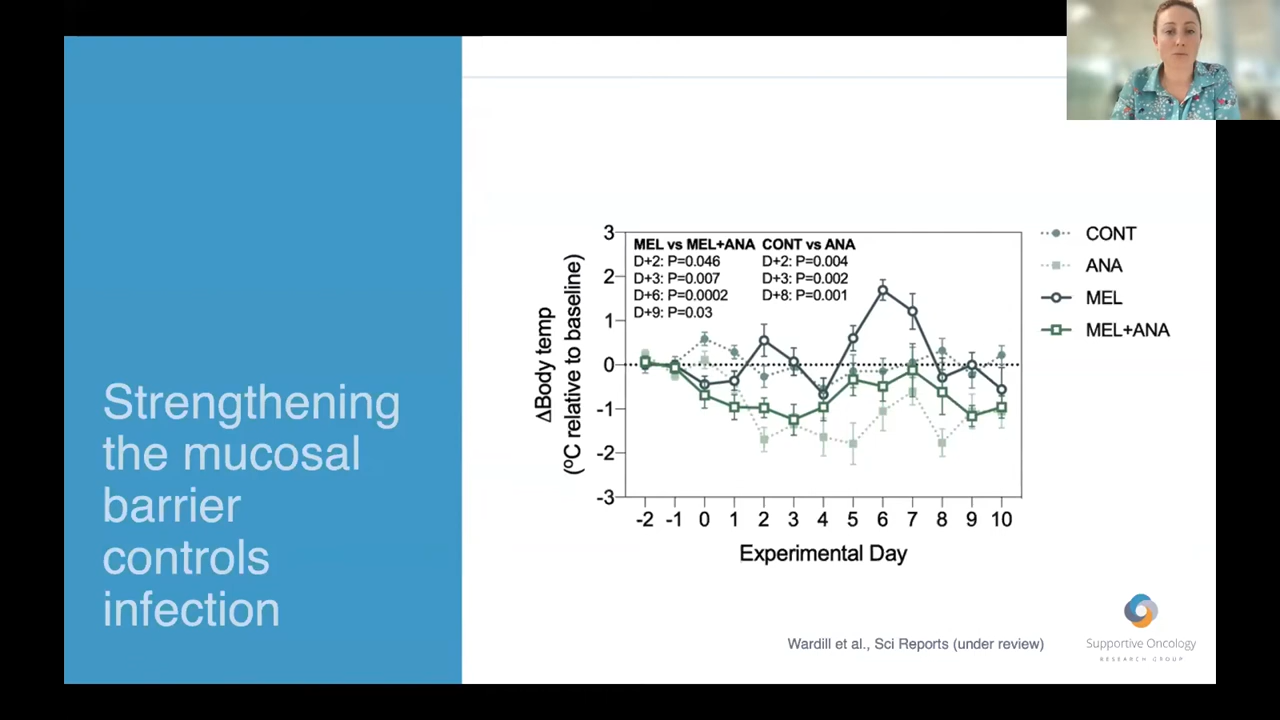 Strengthening
the mucosal
barrier
controls
infection
MEL vs MEL+ANA CONT vs ANA
D+2: P=0.046 D+2: P=0.004
D+3: P=0.007 D+3: P=0.002
D+6: P=0.0002 D+8: P=0.001
D+9: P=0.03
3
2
1
0
-1
-2
-3
ΔBody temp
(ºC relative to baseline)
-2 -1 0 1 2 3 4 5 6 7 8 9 10
Experimental Day
CONT
ANA
MEL
MEL+ANA
Wardill et al., Sci Reports (under review)
Supportive Oncology
RESEARCH GROUP